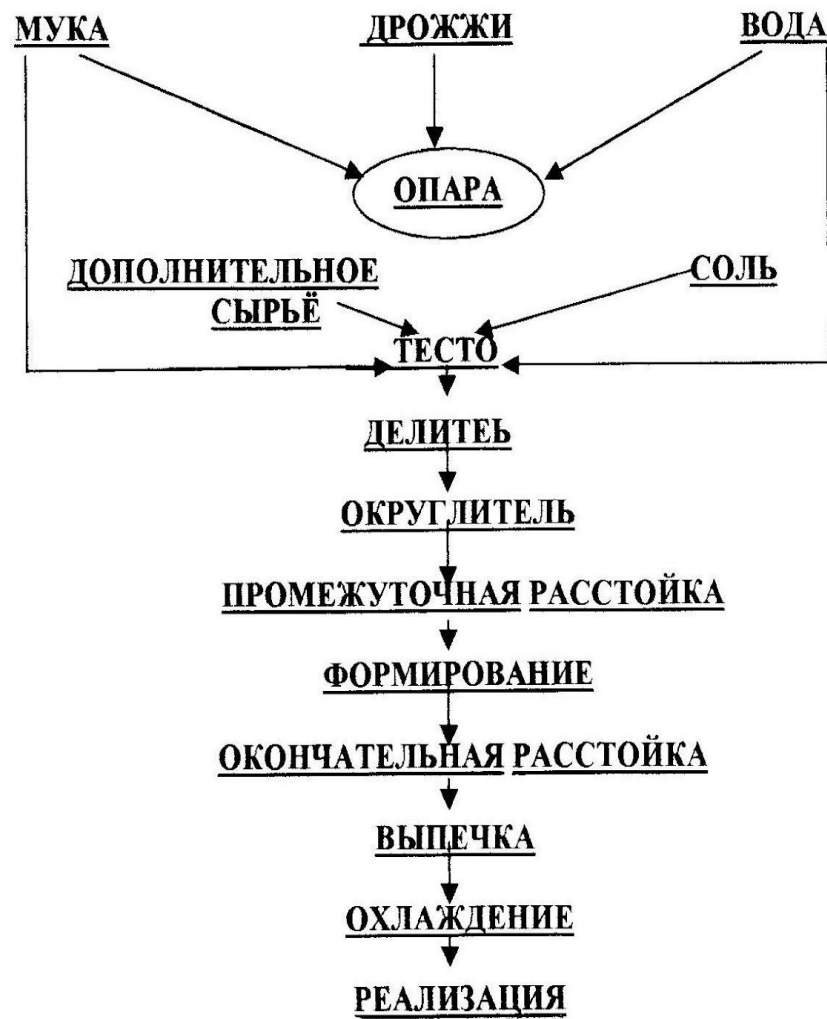 МУКА ДРОЖЖИ ВОДА
ОПАРА
ДОПОЛНИТЕЛЬНОЕ СОЛЬ
СЫРЬЁ
ТЕСТО
ДЕЛИТЕЬ
ОКРУГЛИТЕЛЬ
ПРОМЕЖУТОЧНАЯ РАССТОЙКА
ФОРМИРОВАНИЕ
ОКОНЧАТЕЛЬНАЯ РАССТОЙКА
ВЫПЕЧКА
ОХЛАЖДЕНИЕ
РЕАЛИЗАЦИЯ